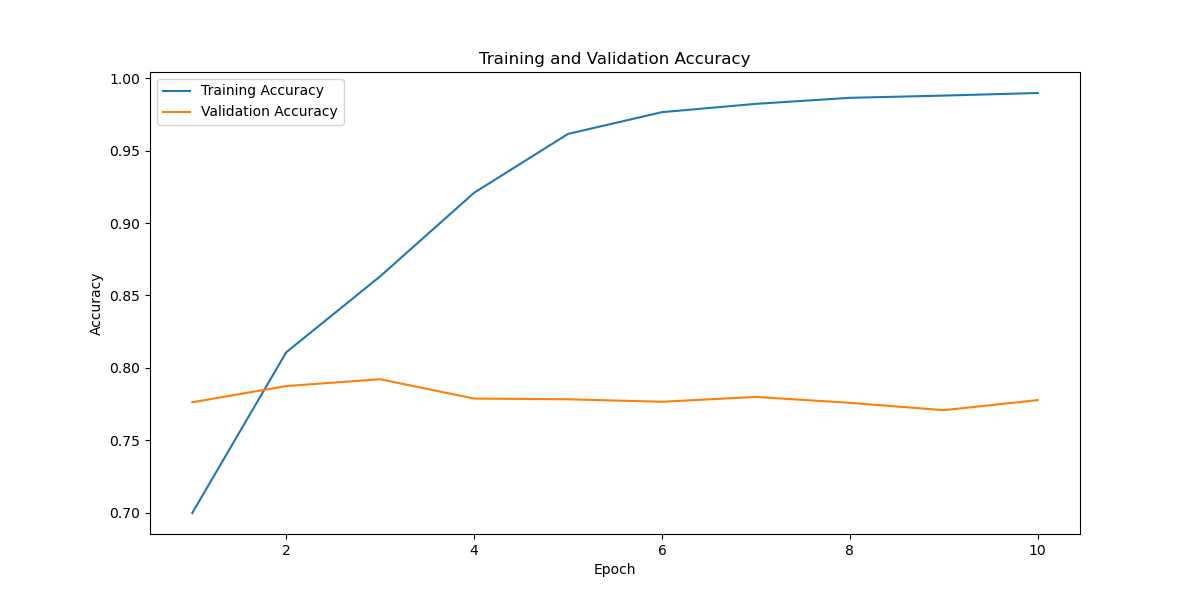 Training and Validation Accuracy
Training Accuracy
Validation Accuracy
1.00
0.95
0.90
0.85
0.80
0.75
0.70
Accuracy
2 4 6 8 10
Epoch